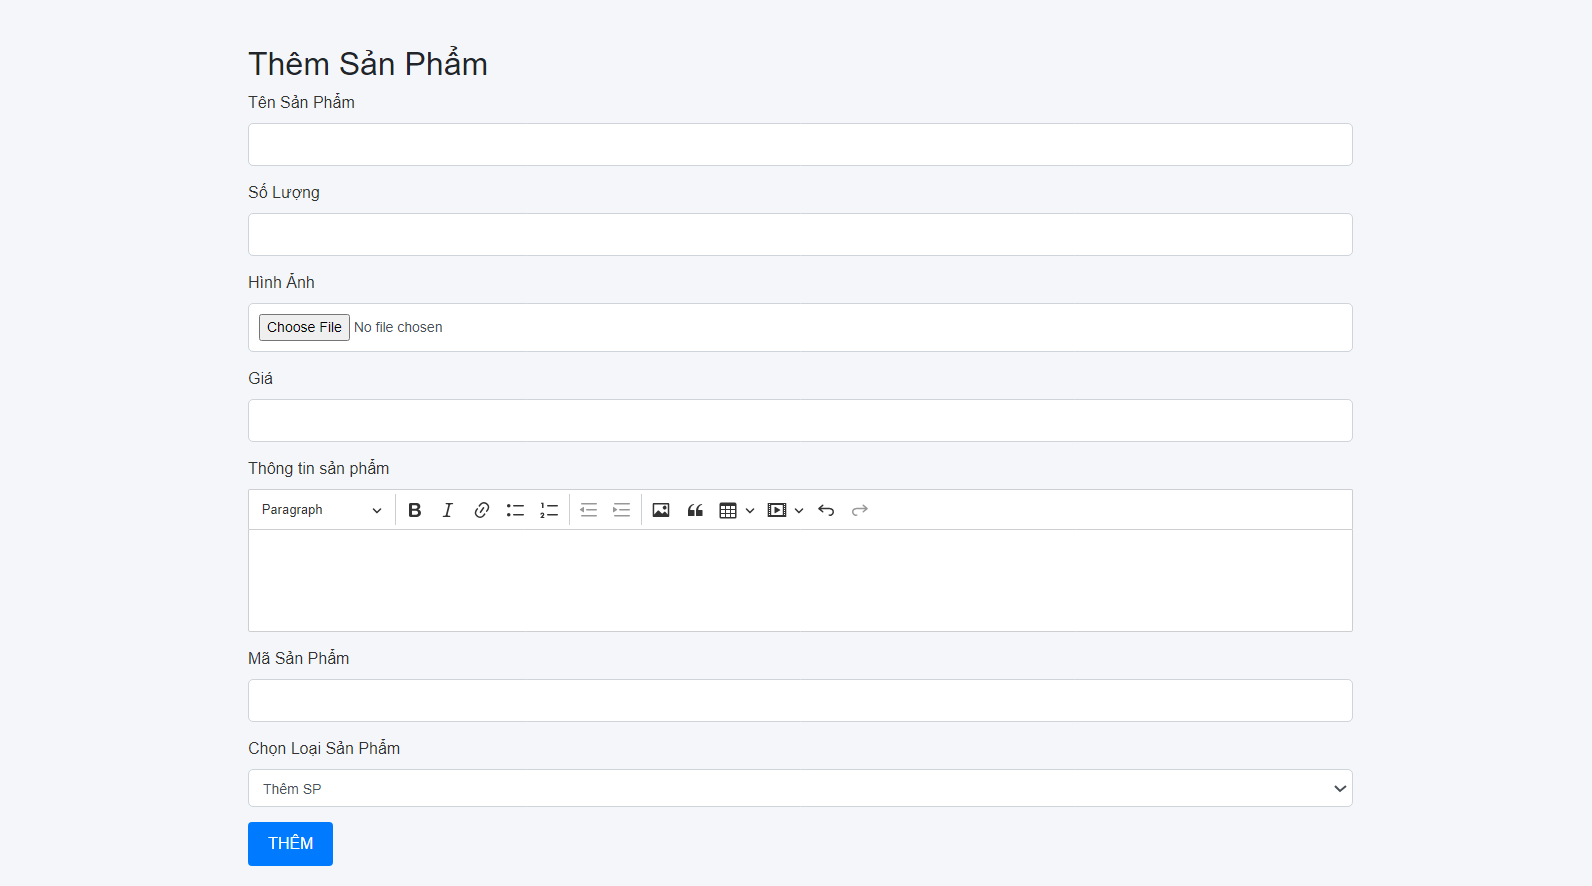 Thêm Sản Phẩm
Tên Sản Phẩm
Số Lượng
Hình Ảnh
Choose File No file chosen
Giá
Thông tin sản phẩm
Paragraph
Mã Sản Phẩm
Chọn Loại Sản Phẩm
Thêm SP
THÊM